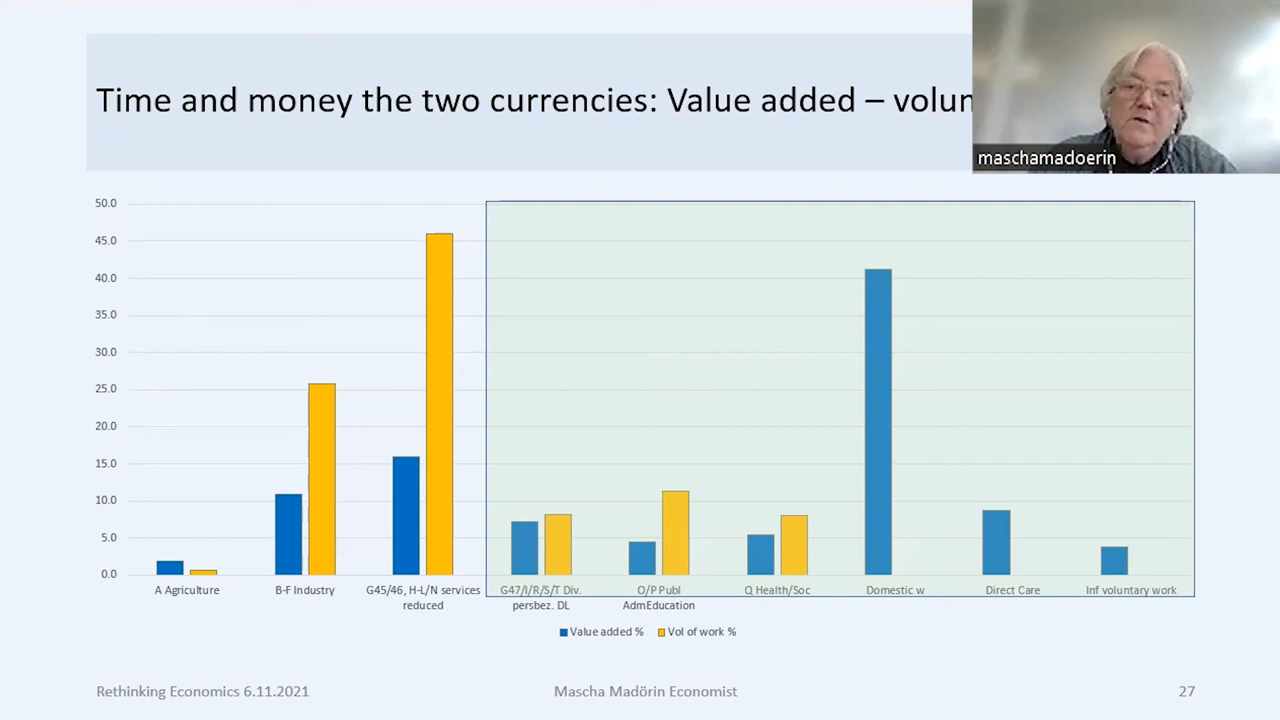 Time and money the two currencies: Value added – volun
maschamadoerin
50.0
45.0
40.0
35.0
30.0
25.0
20.0
15.0
10.0
5.0
0.0
A Agriculture
B-F Industry
G45/46, H-L/N services
reduced
G47/I/R/S/T Div.
persbez. DL
O/P Publ
AdmEducation
Q Health/Soc
Domestic w
Direct Care
Inf voluntary work
Value added %
Vol of work %
Rethinking Economics 6.11.2021
Mascha Madörin Economist
27